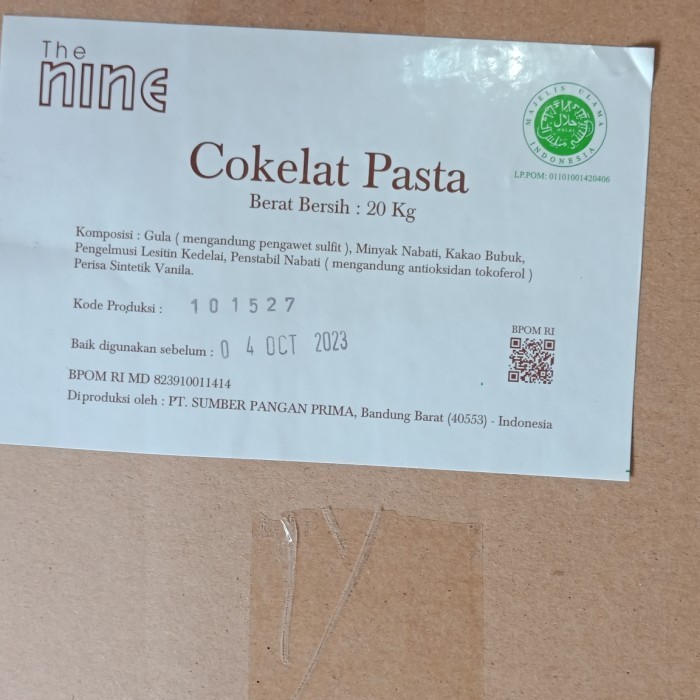 The
nine
MAJELIS ULAMA
INDONESIA
حلال
HALAL
LP.POM: 01101001420406
Cokelat Pasta
Berat Bersih : 20 Kg
Komposisi : Gula ( mengandung pengawet sulfit ), Minyak Nabati, Kakao Bubuk,
Pengelmusi Lesitin Kedelai, Penstabil Nabati ( mengandung antioksidan tokoferol )
Perisa Sintetik Vanila.
Kode Produksi : 101527
Baik digunakan sebelum : 04 OCT 2023
BPOM RI
BPOM RI MD 823910011414
Diproduksi oleh : PT. SUMBER PANGAN PRIMA, Bandung Barat (40553) - Indonesia